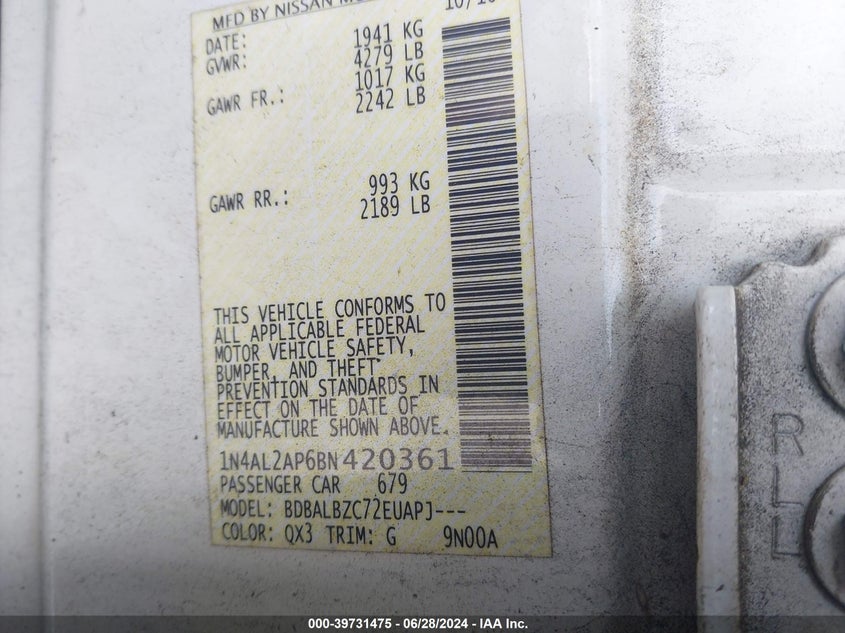 MFD BY NISSAN
DATE:
GVWR: 1941 KG
4279 LB
GAWR FR.: 1017 KG
2242 LB
GAWR RR.: 993 KG
2189 LB
THIS VEHICLE CONFORMS TO
ALL APPLICABLE FEDERAL
MOTOR VEHICLE SAFETY,
BUMPER, AND THEFT
PREVENTION STANDARDS IN
EFFECT ON THE DATE OF
MANUFACTURE SHOWN ABOVE.
1N4AL2AP6BN420361
PASSENGER CAR 679
MODEL: BDBALBZC72EUAPJ---
COLOR: QX3 TRIM: G 9N00A
RLL
000-39731475 / 06/28/2024 - IAA Inc.